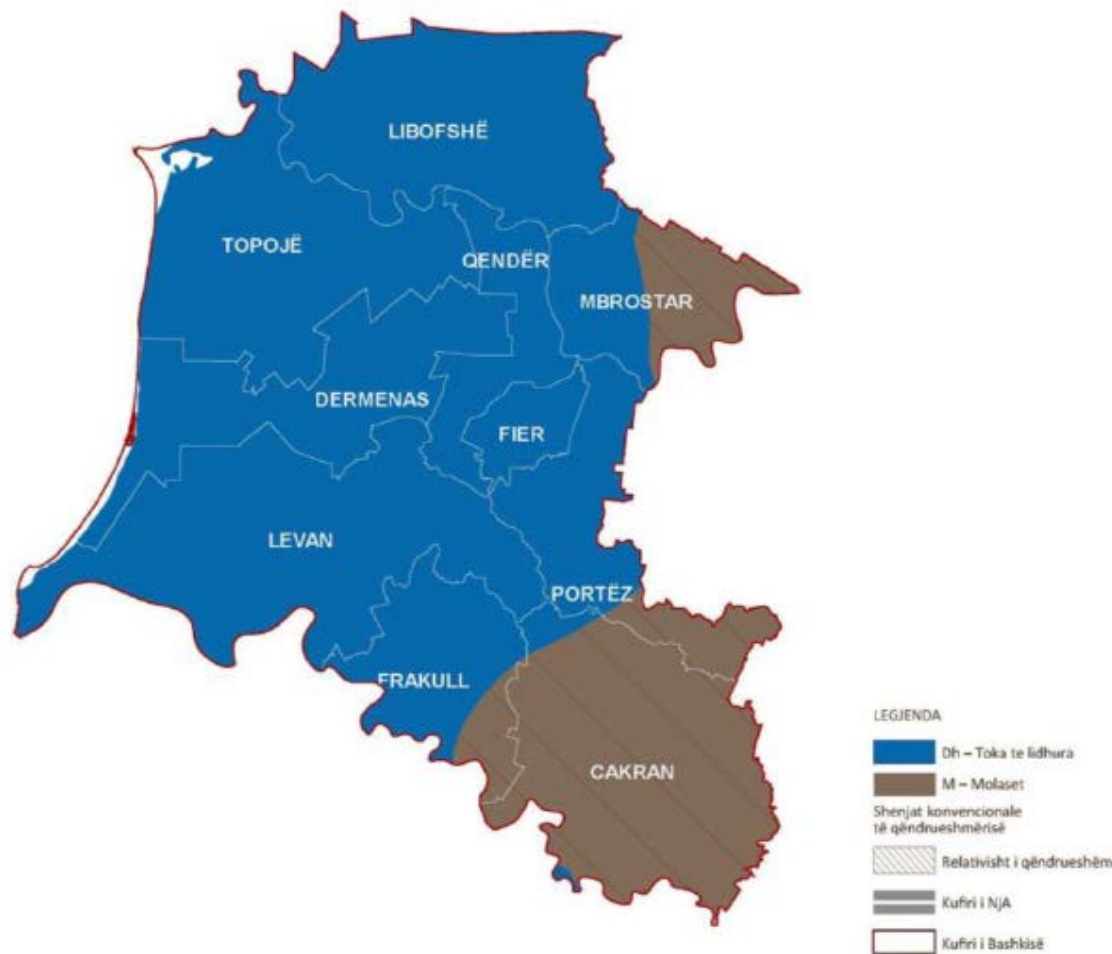 LIBOFSHË
TOPOJË
QENDËR
MBROSTAR
DERMENAS
FIER
LEVAN
PORTËZ
FRAKULL
CAKRAN
LEGJENDA
Dh – Toka te lidhura
M – Molaset
Shenjat konvencionale
të qëndrueshmërisë
Relativisht i qëndrueshëm
Kufiri i NjA
Kufiri i Bashkisë